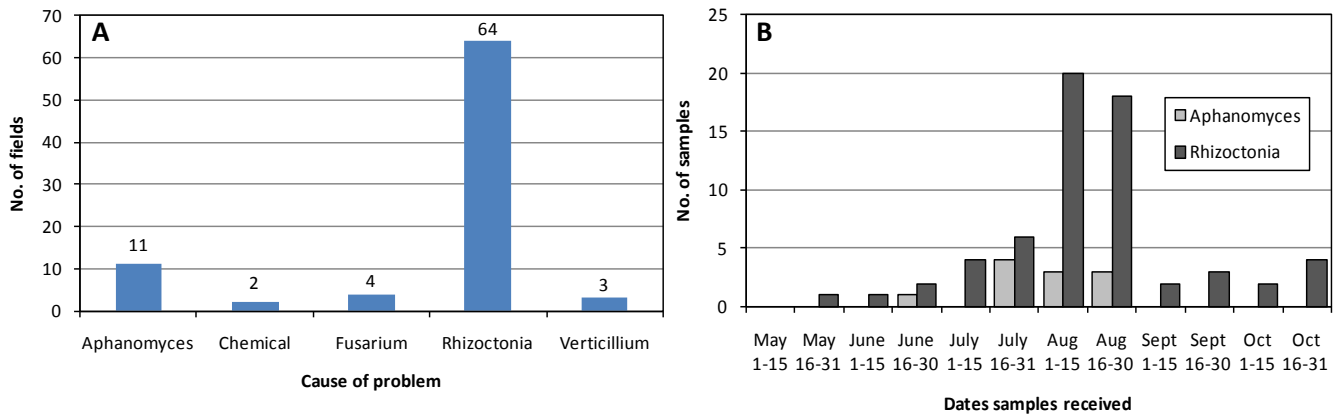 A
70
60
50
40
30
20
10
0
No. of fields
11
2
4
64
3
Aphanomyces Chemical Fusarium Rhizoctonia Verticillium
Cause of problem
B
25
20
15
10
5
0
No. of samples
Aphanomyces
Rhizoctonia
May May June June July July Aug Aug Sept Sept Oct Oct
1-15 16-31 1-15 16-30 1-15 16-31 1-15 16-30 1-15 16-30 1-15 16-31
Dates samples received